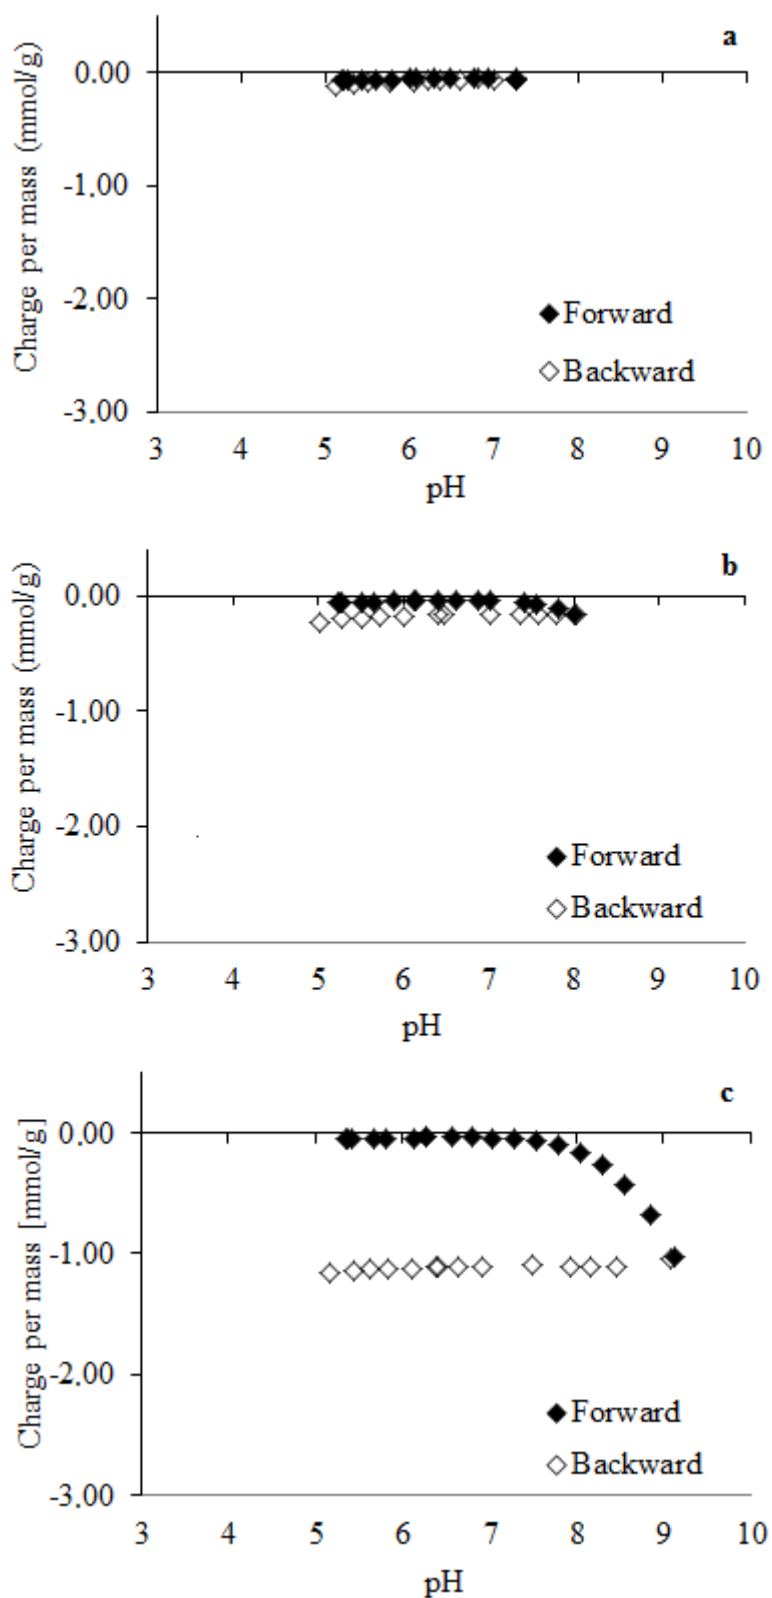 a
Charge per mass (mmol/g)
0.00
-1.00
-2.00
-3.00
Forward
Backward
3 4 5 6 7 8 9 10
pH
b
Charge per mass (mmol/g)
0.00
-1.00
-2.00
-3.00
Forward
Backward
3 4 5 6 7 8 9 10
pH
c
Charge per mass [mmol/g]
0.00
-1.00
-2.00
-3.00
Forward
Backward
3 4 5 6 7 8 9 10
pH